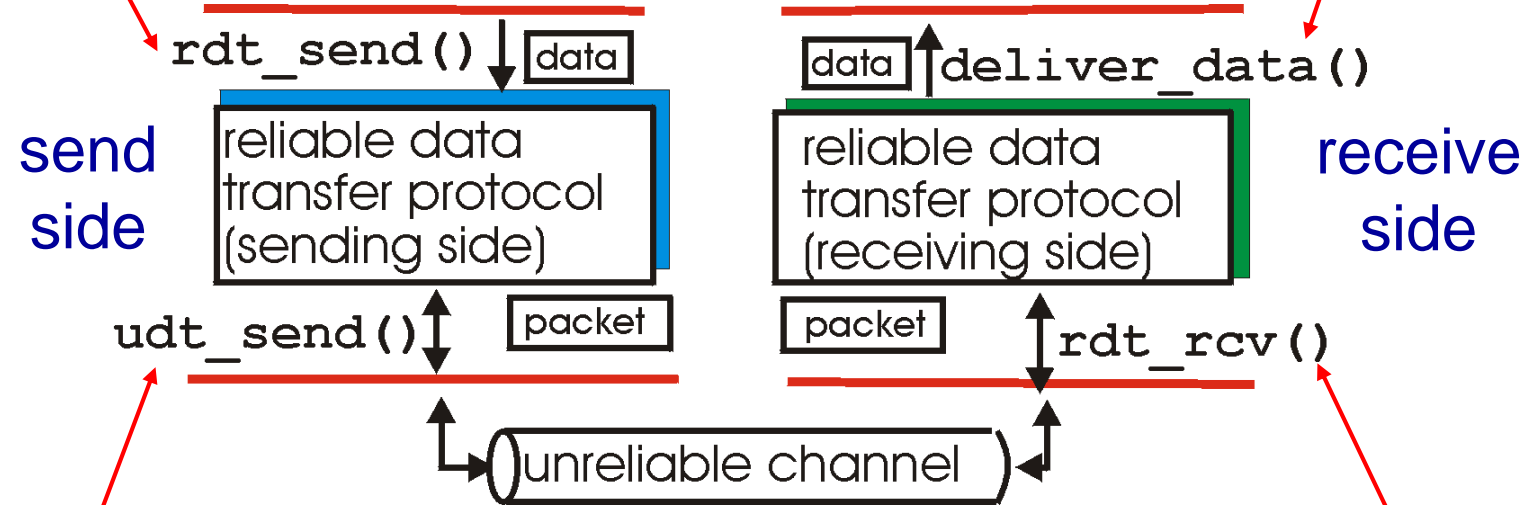 rdt_send()
data
data
deliver_data()
send
side
reliable data
transfer protocol
(sending side)
reliable data
transfer protocol
(receiving side)
receive
side
udt_send()
packet
packet
rdt_rcv()
unreliable channel